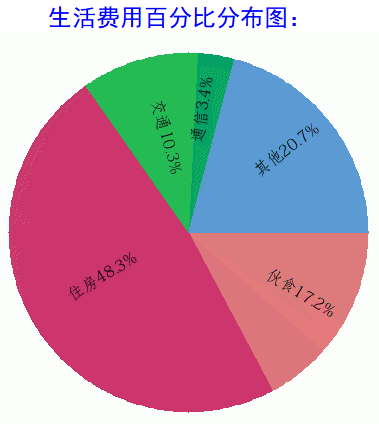 生活费用百分比分布图：
通信3.4%
交通10.3%
其他20.7%
住房48.3%
伙食17.2%